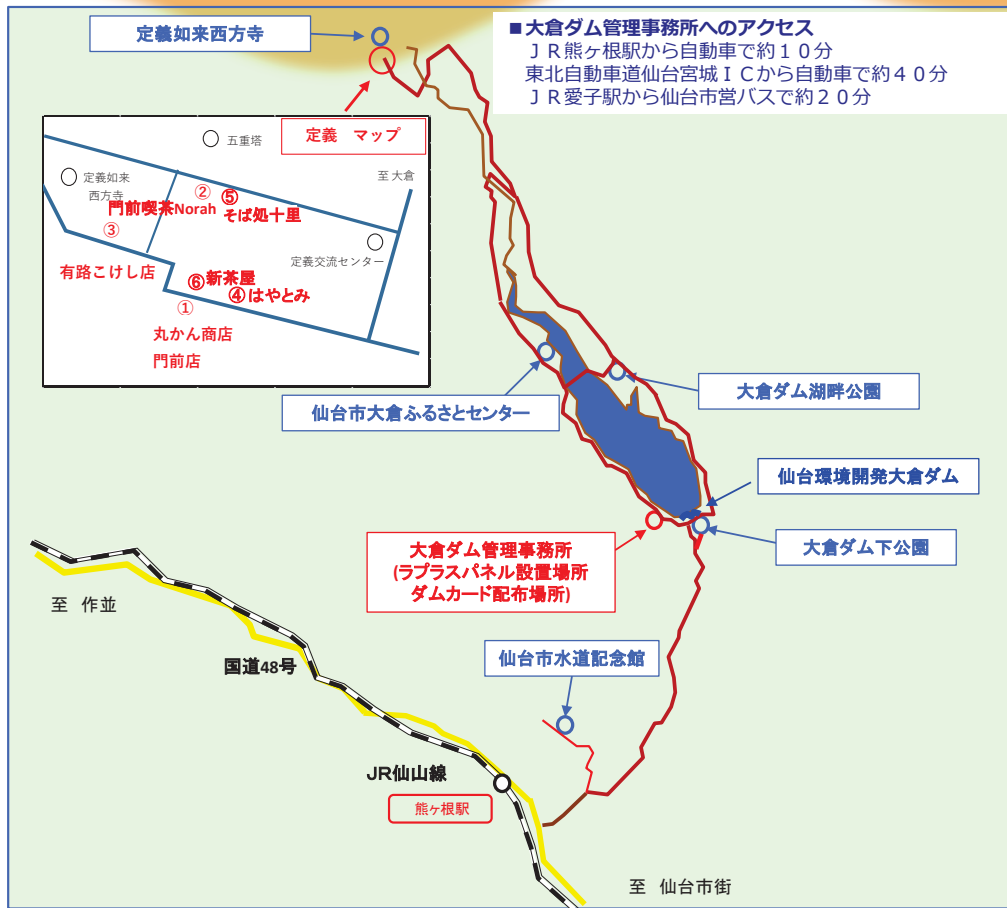 ■大倉ダム管理事務所へのアクセス
ＪＲ熊ヶ根駅から自動車で約１０分
東北自動車道仙台宮城ＩＣから自動車で約４０分
ＪＲ愛子駅から仙台市営バスで約２０分
定義如来西方寺
定義　マップ
五重塔
至 大倉
定義如来
西方寺
②
⑤
門前喫茶Norah
そば処十里
③
定義交流センター
有路こけし店
⑥新茶屋
④はやとみ
①
丸かん商店
門前店
仙台市大倉ふるさとセンター
大倉ダム湖畔公園
仙台環境開発大倉ダム
大倉ダム下公園
大倉ダム管理事務所
(ラプラスパネル設置場所
ダムカード配布場所)
至 作並
国道48号
仙台市水道記念館
JR仙山線
熊ヶ根駅
至 仙台市街